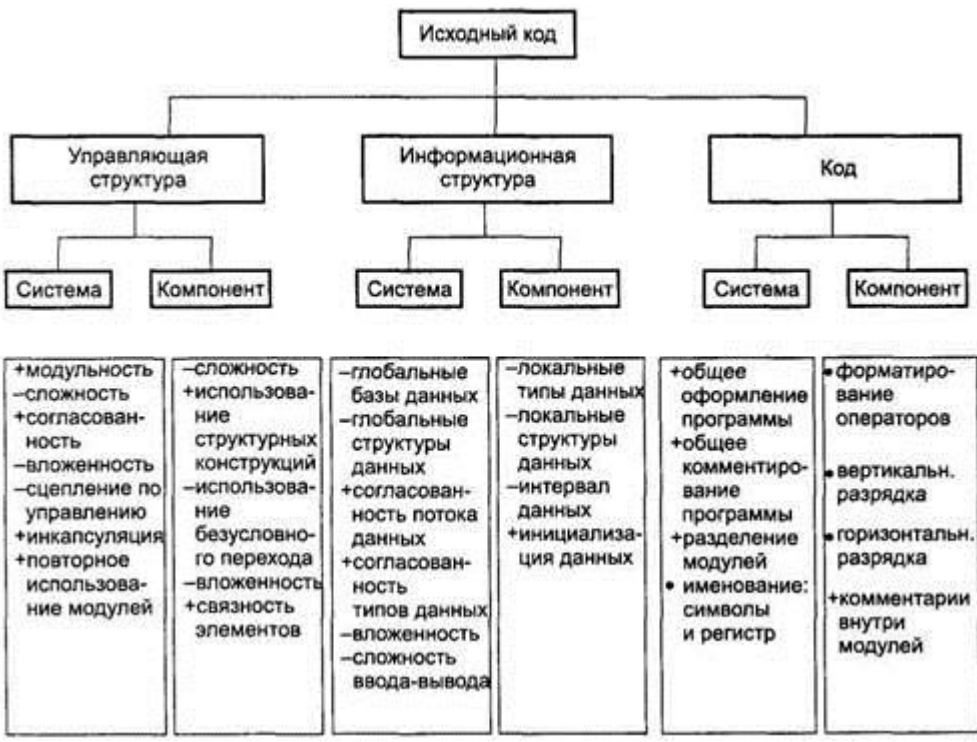 Исходный код
Управляющая
структура
Информационная
структура
Код
Система
Компонент
Система
Компонент
Система
Компонент
+модульность
–сложность
+согласован-
ность
–вложенность
–сцепление по
управлению
+инкапсуляция
+повторное
использова-
ние модулей
–сложность
+использова-
ние
структурных
конструкций
–использова-
ние
безусловно-
го перехода
–вложенность
+связность
элементов
–глобальные
базы данных
–глобальные
структуры
данных
+согласован-
ность потока
данных
+согласован-
ность
типов данных
–вложенность
–сложность
ввода-вывода
–локальные
типы данных
–локальные
структуры
данных
–интервал
данных
+инициализа-
ция данных
+общее
оформление
программы
+общее
комментиро-
вание
программы
+разделение
модулей
• именование:
символы
и регистр
•форматиро-
вание
операторов
•вертикальн.
разрядка
•горизонтальн.
разрядка
+комментарии
внутри
модулей